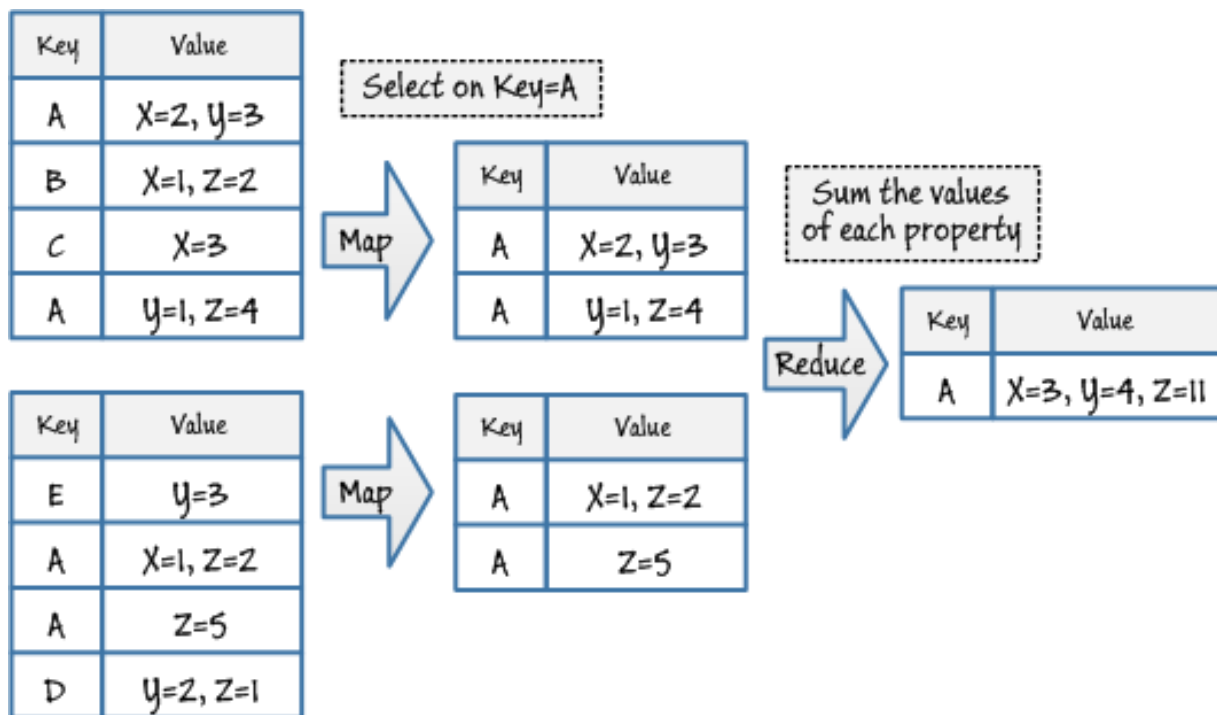 Key Value
A X=2, Y=3
B X=1, Z=2
C X=3
A Y=1, Z=4
Select on Key=A
Map
Key Value
A X=2, Y=3
A Y=1, Z=4
Key Value
E Y=3
A X=1, Z=2
A Z=5
D Y=2, Z=1
Map
Key Value
A X=1, Z=2
A Z=5
Sum the values
of each property
Reduce
Key Value
A X=3, Y=4, Z=11